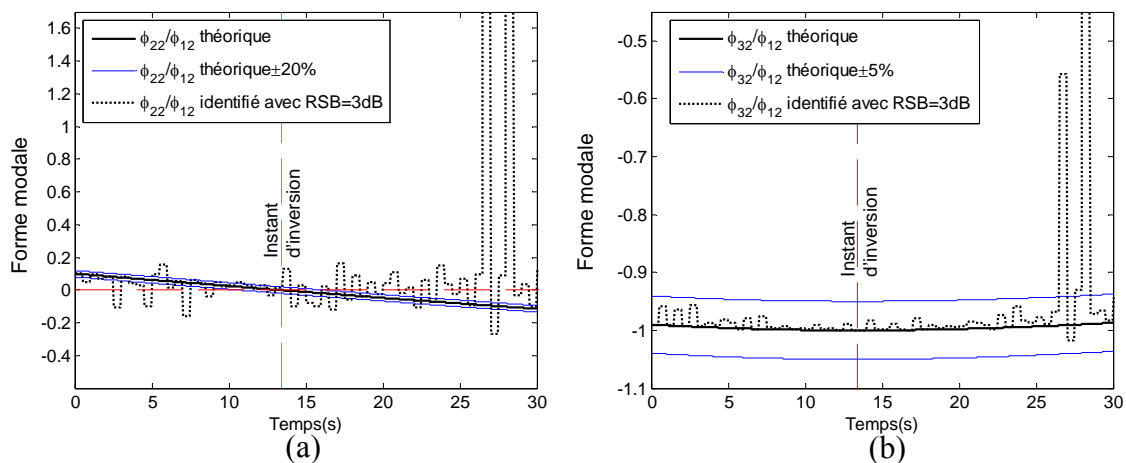 1.6
1.4
1.2
1
0.8
0.6
0.4
0.2
0
-0.2
-0.4
Forme modale
ϕ22/ϕ12 théorique
ϕ22/ϕ12 théorique±20%
ϕ22/ϕ12 identifié avec RSB=3dB
Instant
d'inversion
0 5 10 15 20 25 30
Temps(s)
(a)
-0.5
-0.6
-0.7
-0.8
-0.9
-1
-1.1
Forme modale
ϕ32/ϕ12 théorique
ϕ32/ϕ12 théorique±5%
ϕ32/ϕ12 identifié avec RSB=3dB
Instant
d'inversion
0 5 10 15 20 25 30
Temps(s)
(b)